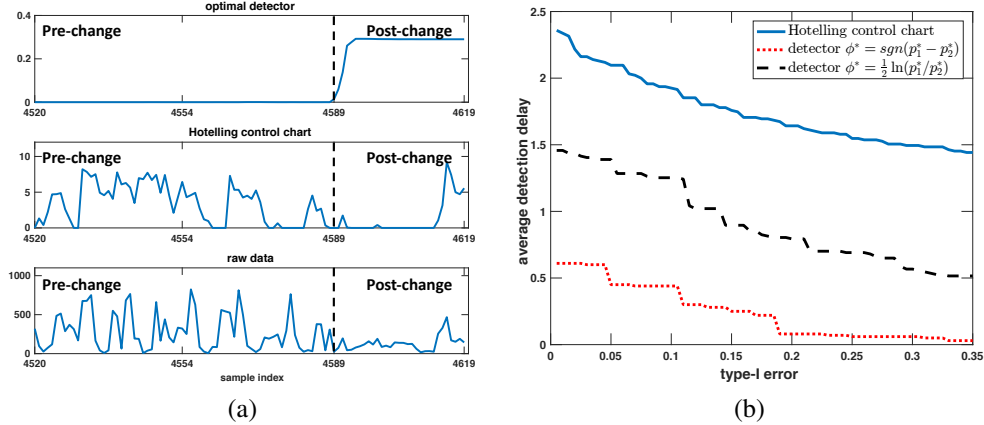 optimal detector
Pre-change
Post-change
0.4
0.2
0
4520
4554
4589
4619
Hotelling control chart
Pre-change
Post-change
10
5
0
4520
4554
4589
4619
raw data
Pre-change
Post-change
1000
500
0
4520
4554
4589
4619
sample index
(a)
2.5
2
1.5
1
0.5
0
average detection delay
Hotelling control chart
detector ϕ* = sgn(p₁* − p₂*)
detector ϕ* = ½ ln(p₁*/p₂*)
0
0.05
0.1
0.15
0.2
0.25
0.3
0.35
type-I error
(b)